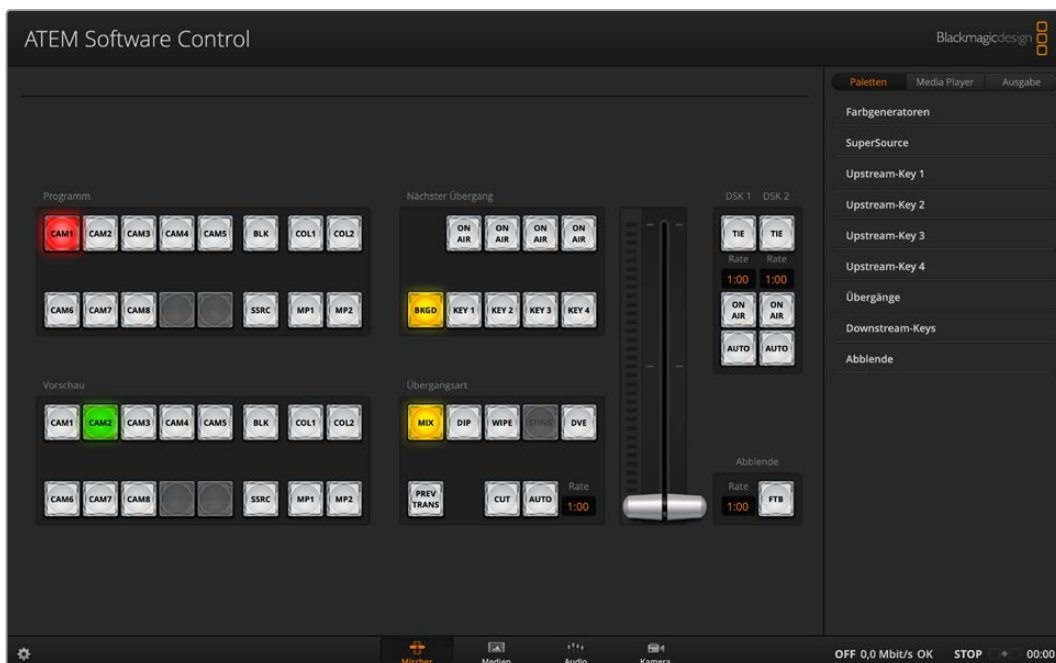 ATEM Software Control
Blackmagicdesign
Paletten Media Player Ausgabe
Farbgeneratoren
SuperSource
Upstream-Key 1
Upstream-Key 2
Upstream-Key 3
Upstream-Key 4
Übergänge
Downstream-Keys
Abblende
Programm
CAM1 CAM2 CAM3 CAM4 CAM5 BLK COL1 COL2
CAM6 CAM7 CAM8 SSRC MP1 MP2
Nächster Übergang
ON AIR ON AIR ON AIR ON AIR
BKGD KEY 1 KEY 2 KEY 3 KEY 4
DSK 1 DSK 2
TIE TIE
Rate Rate
1:00 1:00
ON AIR ON AIR
AUTO AUTO
Vorschau
CAM1 CAM2 CAM3 CAM4 CAM5 BLK COL1 COL2
CAM6 CAM7 CAM8 SSRC MP1 MP2
Übergangsart
MIX DIP WIPE STING DVE
PREV TRANS CUT AUTO Rate 1:00
Abblende
Rate
1:00 FTB
Mischer Medien Audio Kamera
OFF 0,0 Mbit/s OK STOP 00:00